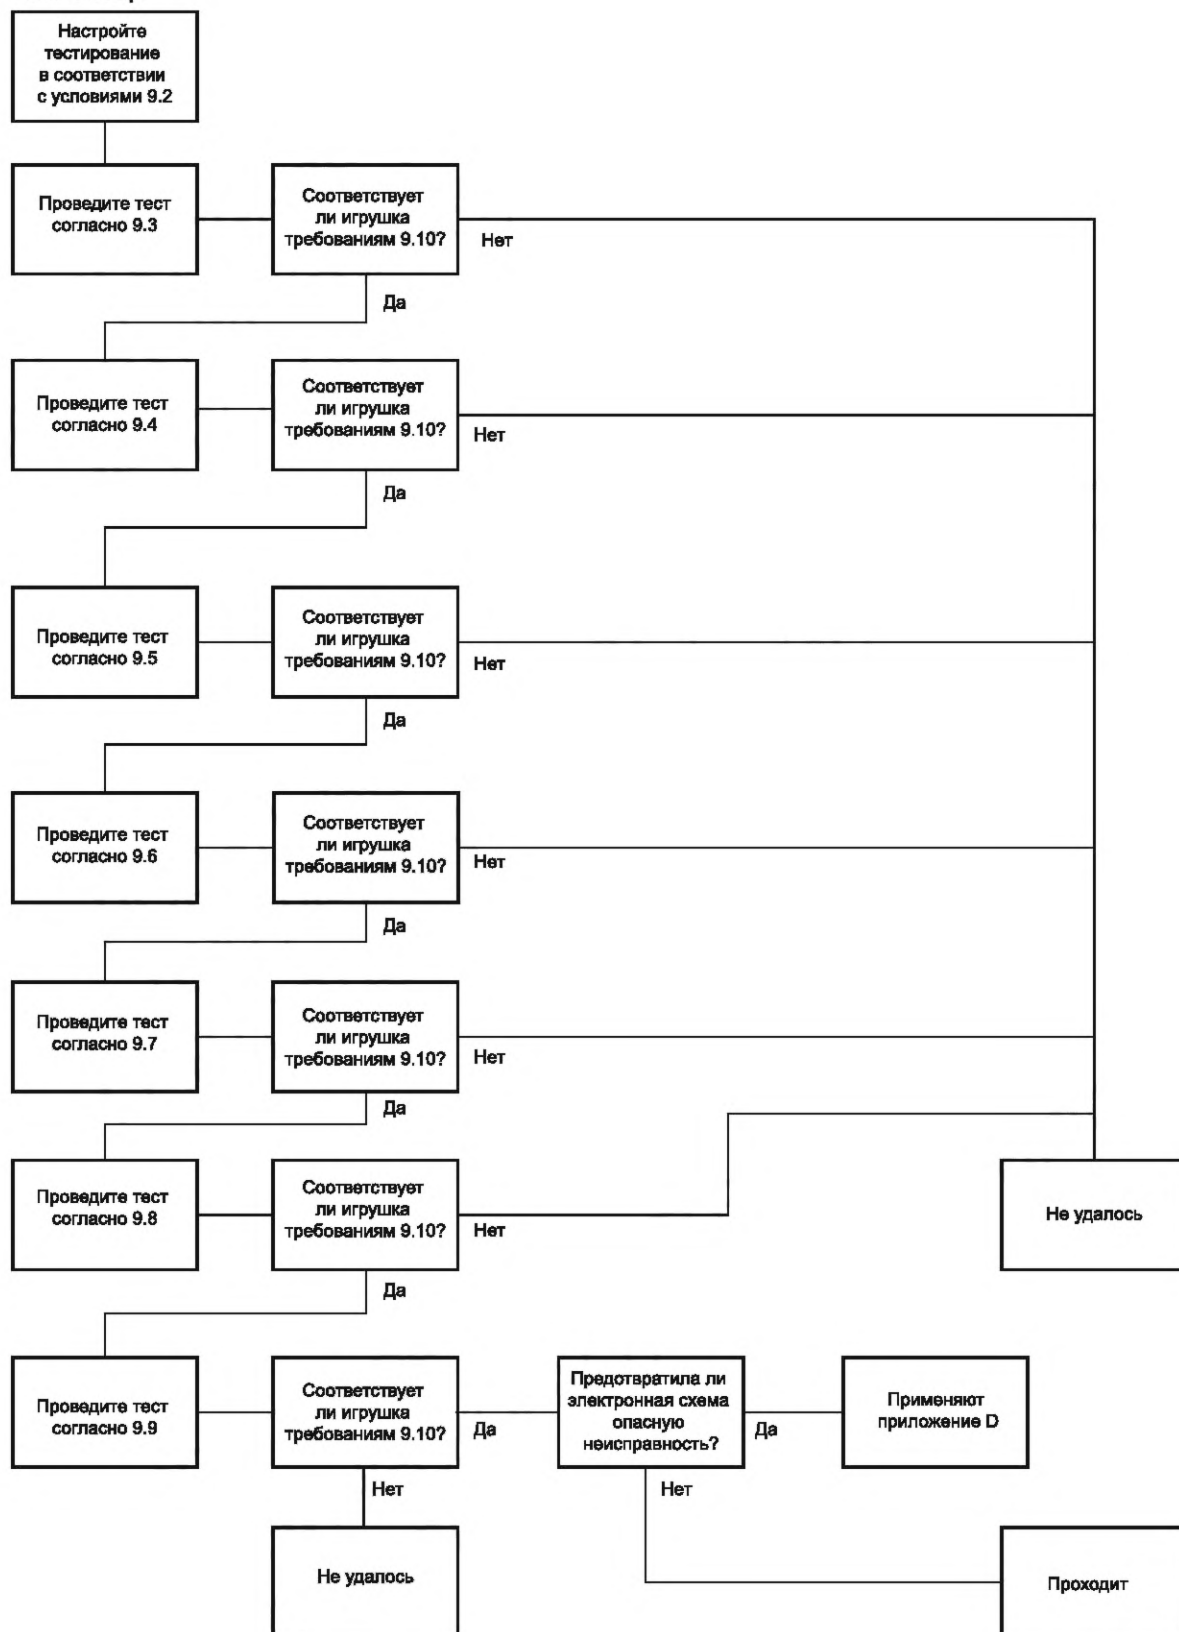 Настройте
тестирование
в соответствии
с условиями 9.2
Проведите тест
согласно 9.3
Соответствует
ли игрушка
требованиям 9.10?
Нет
Да
Проведите тест
согласно 9.4
Соответствует
ли игрушка
требованиям 9.10?
Нет
Да
Проведите тест
согласно 9.5
Соответствует
ли игрушка
требованиям 9.10?
Нет
Да
Проведите тест
согласно 9.6
Соответствует
ли игрушка
требованиям 9.10?
Нет
Да
Проведите тест
согласно 9.7
Соответствует
ли игрушка
требованиям 9.10?
Нет
Да
Проведите тест
согласно 9.8
Соответствует
ли игрушка
требованиям 9.10?
Нет
Не удалось
Да
Проведите тест
согласно 9.9
Соответствует
ли игрушка
требованиям 9.10?
Да
Предотвратила ли
электронная схема
опасную
неисправность?
Да
Применяют
приложение D
Нет
Нет
Не удалось
Проходит